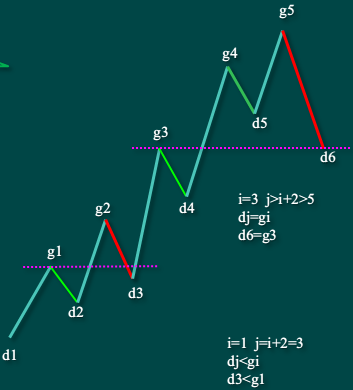 g5
g4
d5
g3
d6
d4
i=3 j>i+2>5
dj=gi
d6=g3
g2
g1
d3
d2
i=1 j=i+2=3
dj<gi
d3<g1
d1